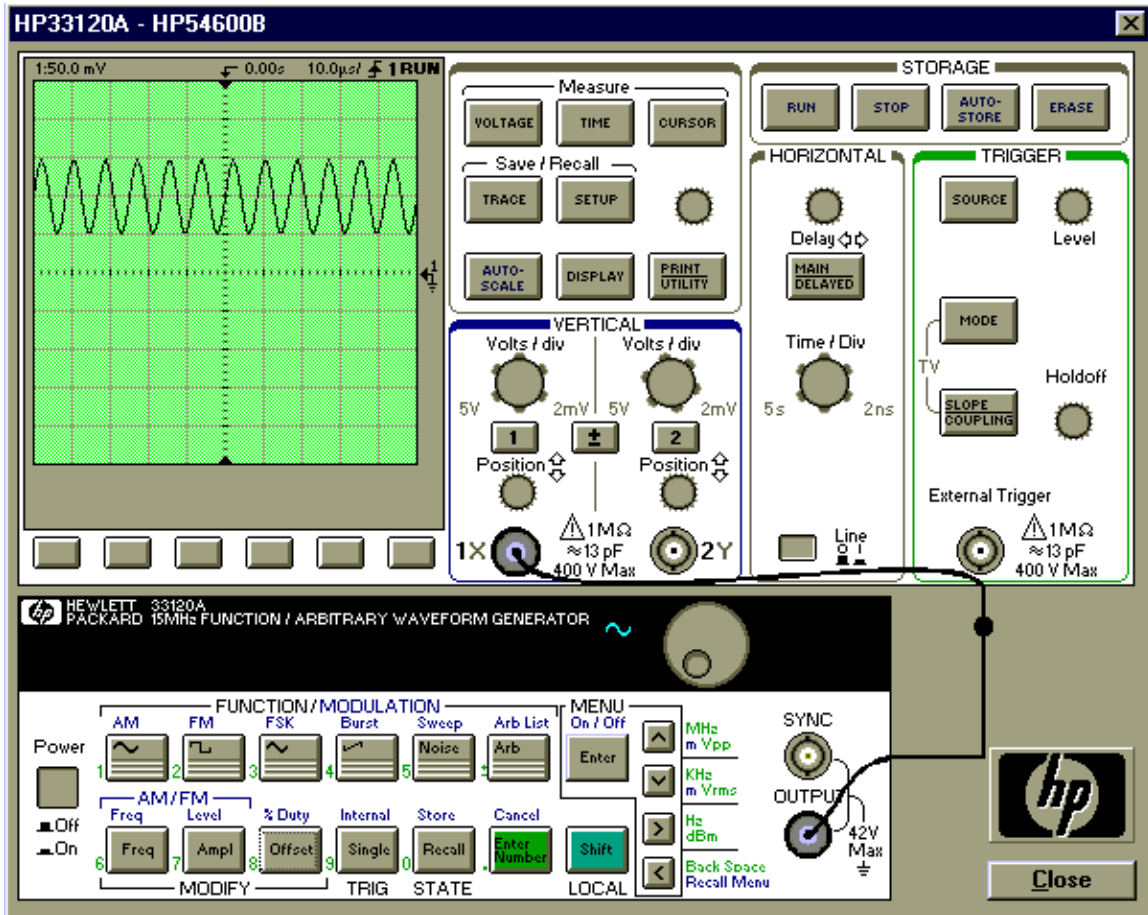 HP33120A - HP54600B
1:50.0 mV 0.00s 10.0µs/ 1 RUN
1
Measure
VOLTAGE TIME CURSOR
Save / Recall
TRACE SETUP
AUTO-SCALE DISPLAY PRINT UTILITY
STORAGE
RUN STOP AUTO-STORE ERASE
VERTICAL
Volts / div Volts / div
5V 2mV 5V 2mV
1 ± 2
Position Position
1X 1MΩ ≈13 pF 400 V Max 2Y
HORIZONTAL
Delay
MAIN DELAYED
Time / Div
5s 2ns
Line
O I
TRIGGER
SOURCE
Level
MODE
TV
Holdoff
SLOPE COUPLING
External Trigger
1MΩ
≈13 pF
400 V Max
hp HEWLETT 33120A
PACKARD 15MHz FUNCTION / ARBITRARY WAVEFORM GENERATOR
FUNCTION / MODULATION
MENU
AM FM FSK Burst Sweep Arb List On / Off
Power
Noise Arb Enter
1 2 3 4 5 ±
AM/FM
Freq Level % Duty Internal Store Cancel
Off
On
Freq Ampl Offset Single Recall Enter Number Shift
6 7 8 9 0 .
MODIFY TRIG STATE LOCAL
MHz
m Vpp
KHz
m Vrms
Hz
dBm
Back Space
Recall Menu
SYNC
OUTPUT
42V
Max
hp
Close